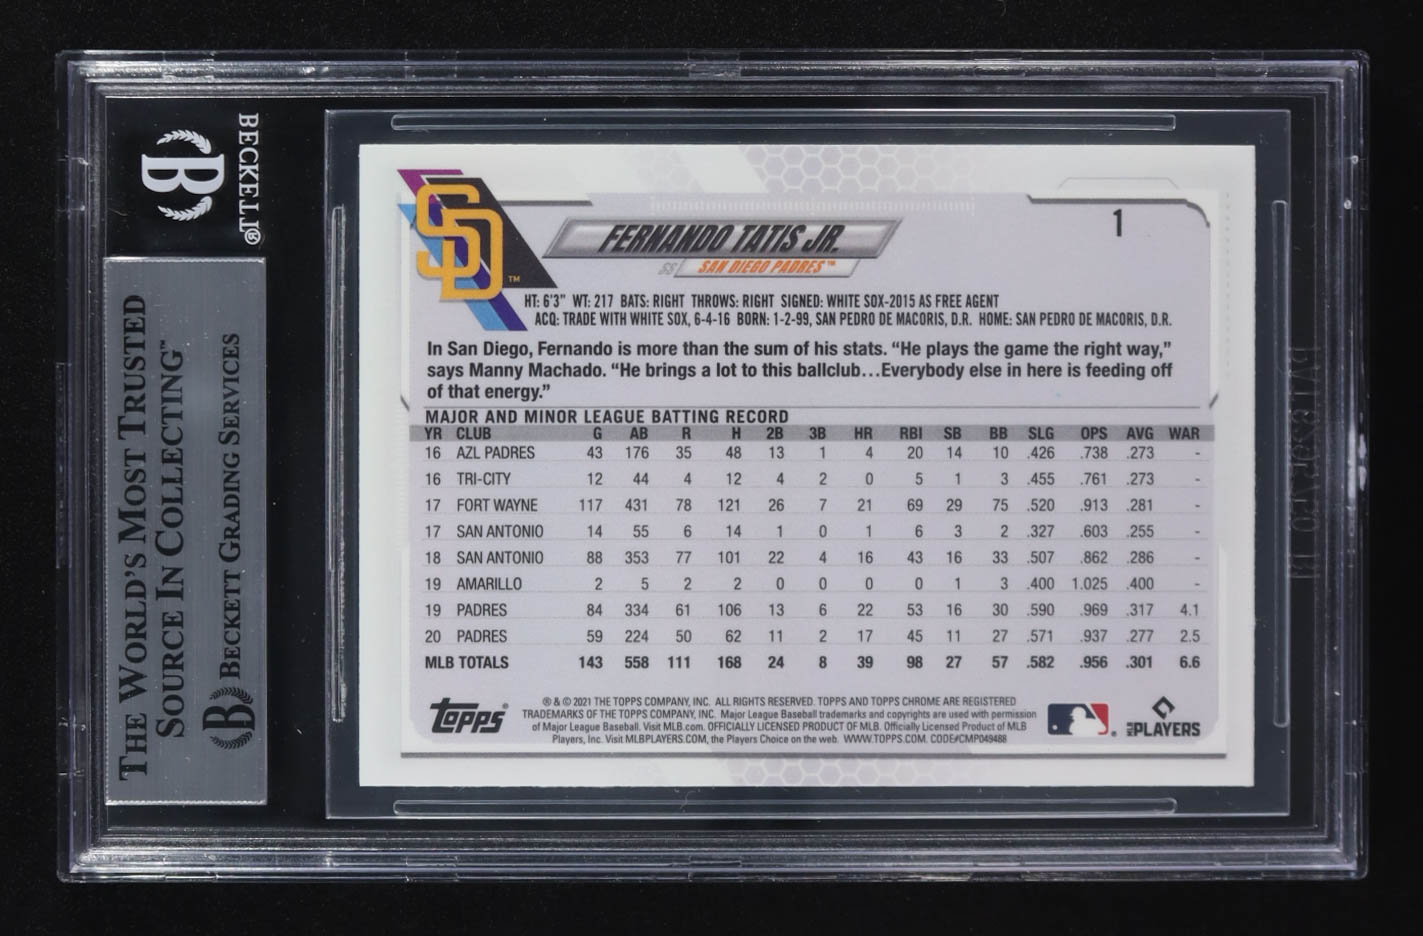 BECKETT®
B
THE WORLD'S MOST TRUSTED
SOURCE IN COLLECTING™
B BECKETT GRADING SERVICES
SD™
1
FERNANDO TATIS JR.
SS SAN DIEGO PADRES™
HT: 6'3" WT: 217 BATS: RIGHT THROWS: RIGHT SIGNED: WHITE SOX-2015 AS FREE AGENT
ACQ: TRADE WITH WHITE SOX, 6-4-16 BORN: 1-2-99, SAN PEDRO DE MACORIS, D.R. HOME: SAN PEDRO DE MACORIS, D.R.
In San Diego, Fernando is more than the sum of his stats. “He plays the game the right way,”
says Manny Machado. “He brings a lot to this ballclub…Everybody else in here is feeding off
of that energy.”
MAJOR AND MINOR LEAGUE BATTING RECORD
YR CLUB G AB R H 2B 3B HR RBI SB BB SLG OPS AVG WAR
16 AZL PADRES 43 176 35 48 13 1 4 20 14 10 .426 .738 .273 -
16 TRI-CITY 12 44 4 12 4 2 0 5 1 3 .455 .761 .273 -
17 FORT WAYNE 117 431 78 121 26 7 21 69 29 75 .520 .913 .281 -
17 SAN ANTONIO 14 55 6 14 1 0 1 6 3 2 .327 .603 .255 -
18 SAN ANTONIO 88 353 77 101 22 4 16 43 16 33 .507 .862 .286 -
19 AMARILLO 2 5 2 2 0 0 0 0 1 3 .400 1.025 .400 -
19 PADRES 84 334 61 106 13 6 22 53 16 30 .590 .969 .317 4.1
20 PADRES 59 224 50 62 11 2 17 45 11 27 .571 .937 .277 2.5
MLB TOTALS 143 558 111 168 24 8 39 98 27 57 .582 .956 .301 6.6
Topps®
® & © 2021 THE TOPPS COMPANY, INC. ALL RIGHTS RESERVED. TOPPS AND TOPPS CHROME ARE REGISTERED
TRADEMARKS OF THE TOPPS COMPANY, INC. Major League Baseball trademarks and copyrights are used with permission
of Major League Baseball. Visit MLB.com. OFFICIALLY LICENSED PRODUCT OF MLB. Officially Licensed Product of MLB
Players, Inc. Visit MLBPLAYERS.COM, the Players Choice on the web. WWW.TOPPS.COM. CODE#CMP049488
MLB PLAYERS